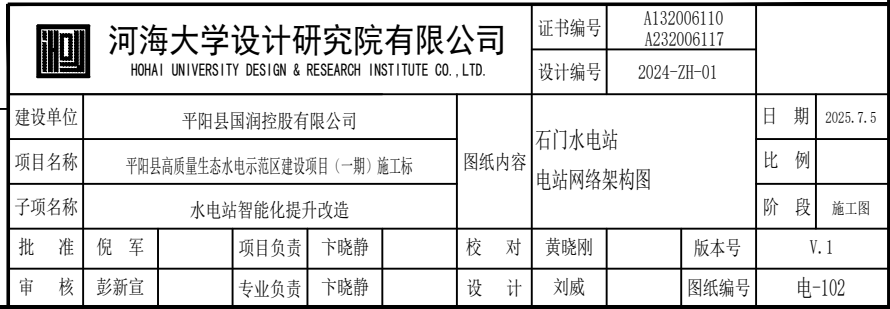 河海大学设计研究院有限公司
HOHAI UNIVERSITY DESIGN & RESEARCH INSTITUTE CO.,LTD.
证书编号 A132006110
A232006117
设计编号 2024-ZH-01
建设单位 平阳县国润控股有限公司
项目名称 平阳县高质量生态水电示范区建设项目（一期）施工标
子项名称 水电站智能化提升改造
图纸内容
石门水电站
电站网络架构图
日 期 2025.7.5
比 例
阶 段 施工图
批 准 倪 军 项目负责 卞晓静 校 对 黄晓刚 版本号 V.1
审 核 彭新宣 专业负责 卞晓静 设 计 刘威 图纸编号 电-102